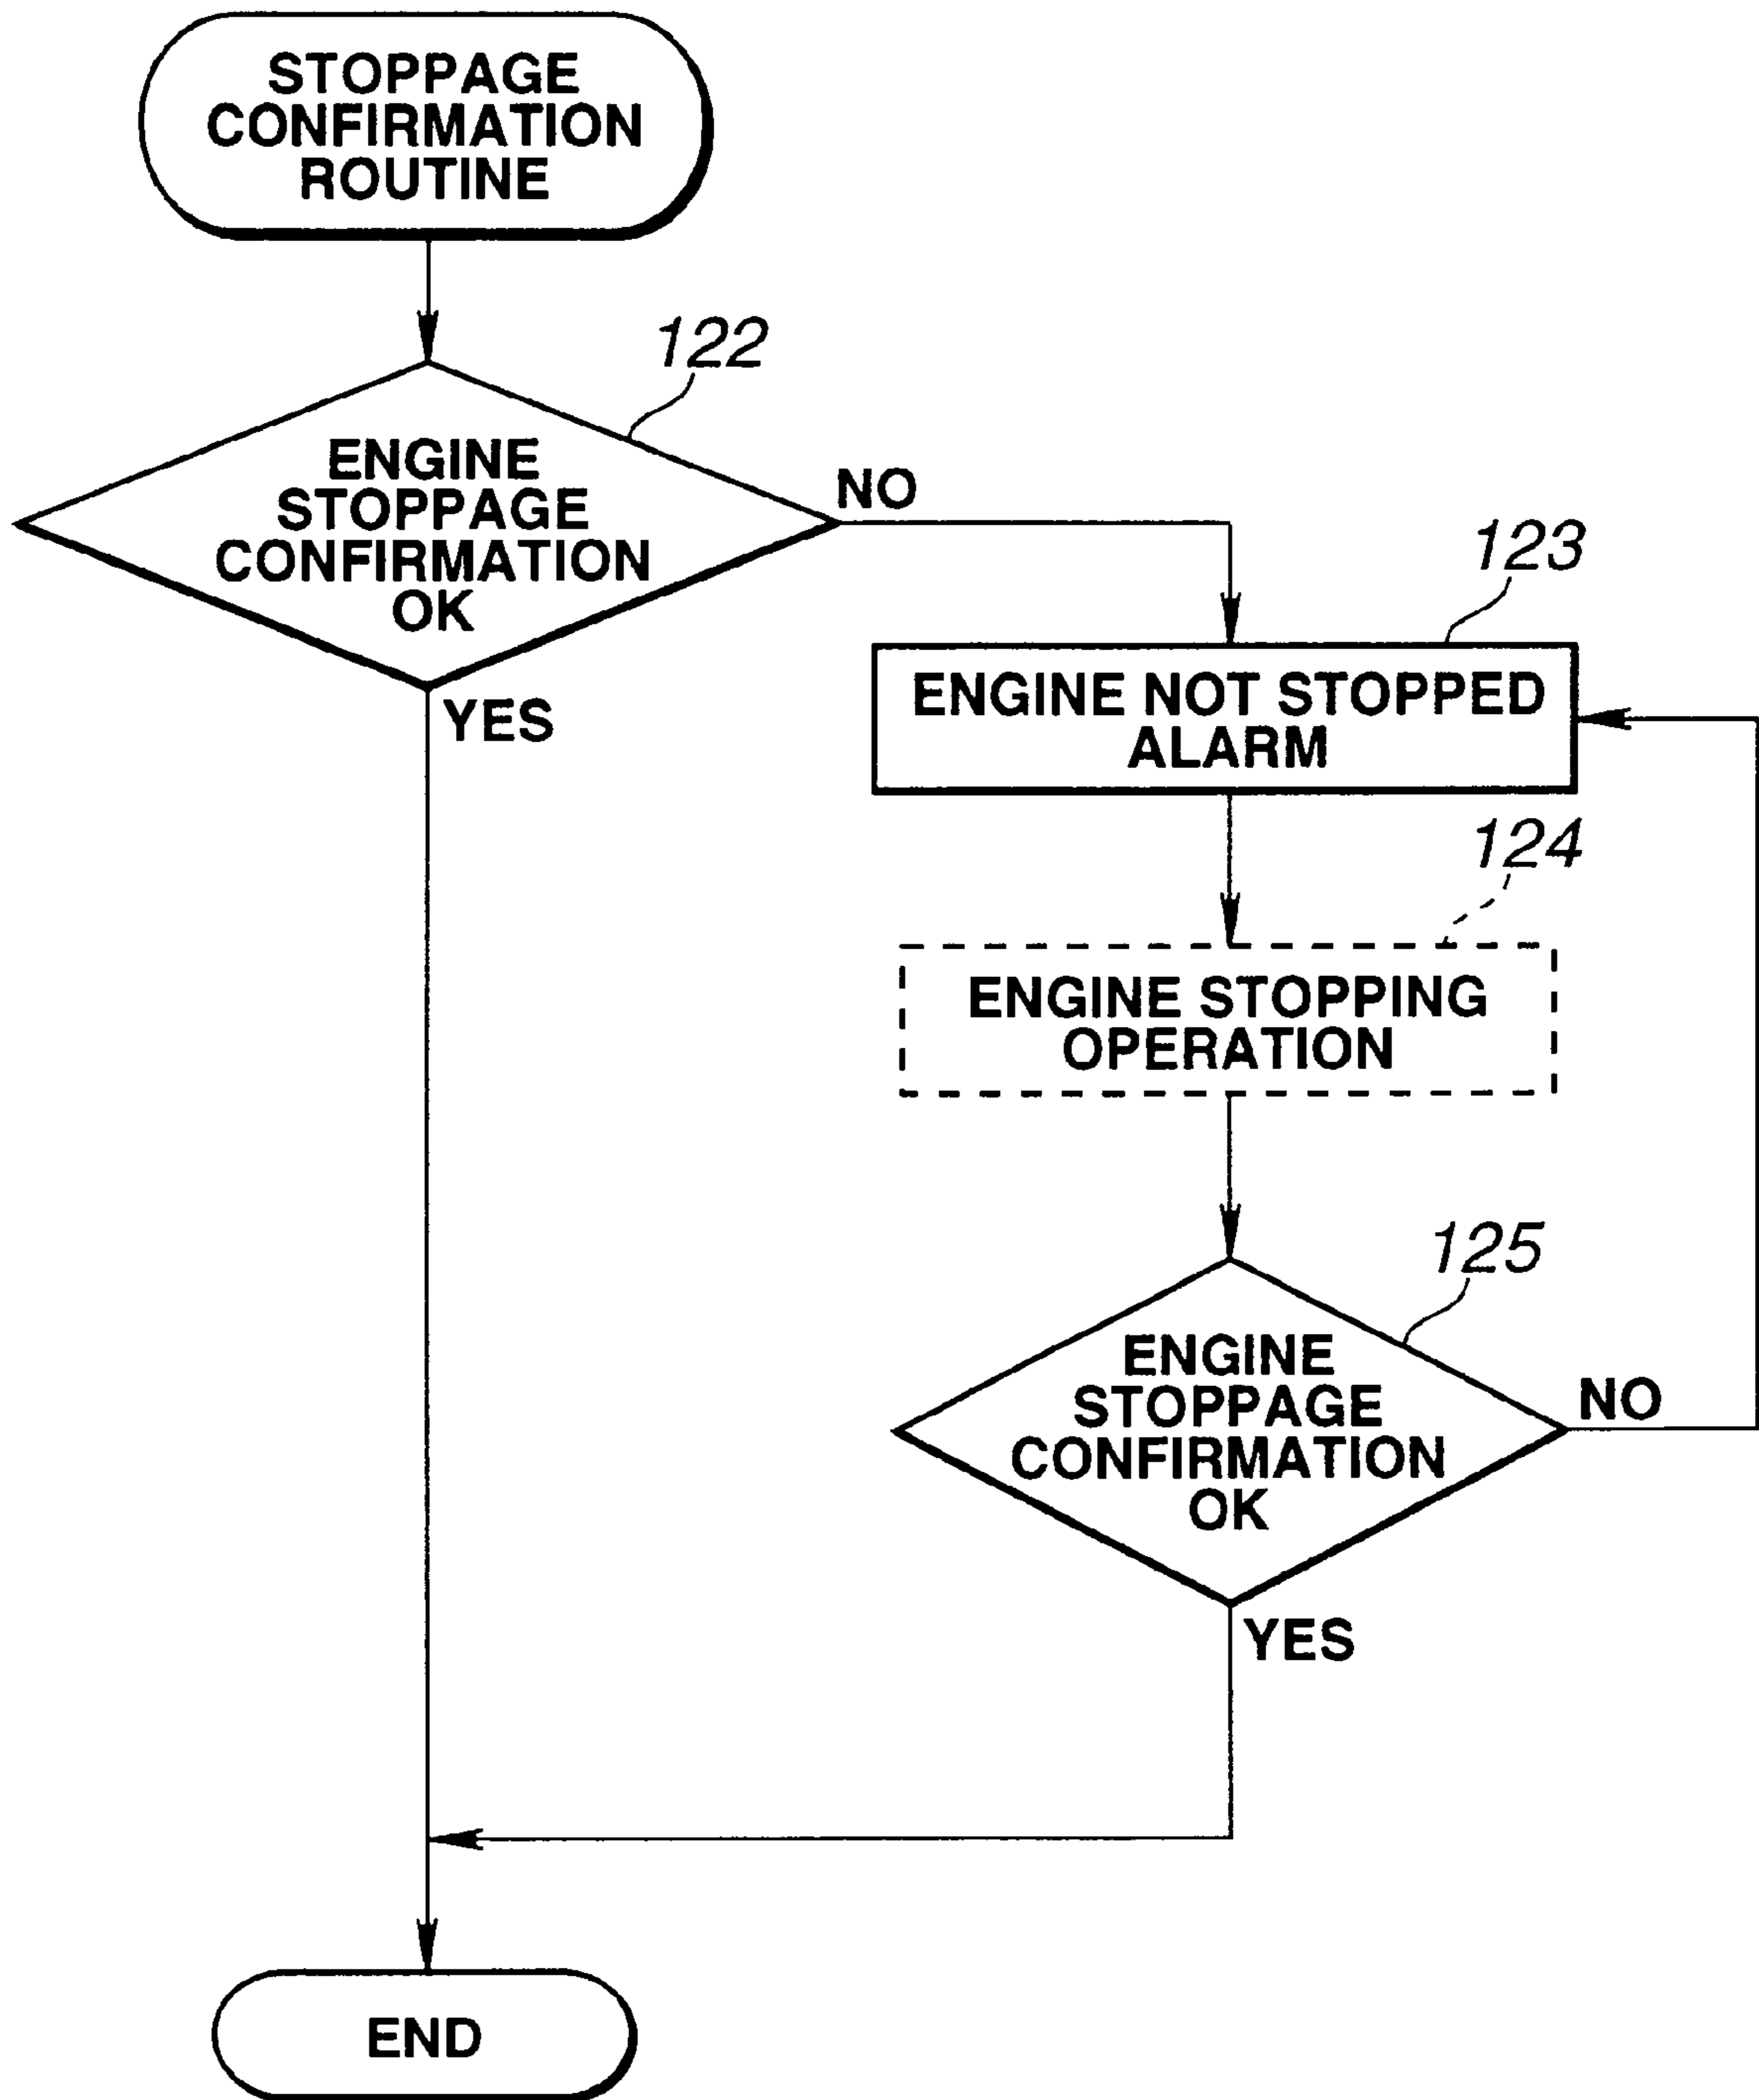 STOPPAGE
CONFIRMATION
ROUTINE
122
ENGINE
STOPPAGE
CONFIRMATION
OK
NO
YES
123
ENGINE NOT STOPPED
ALARM
124
ENGINE STOPPING
OPERATION
125
ENGINE
STOPPAGE
CONFIRMATION
OK
NO
YES
END